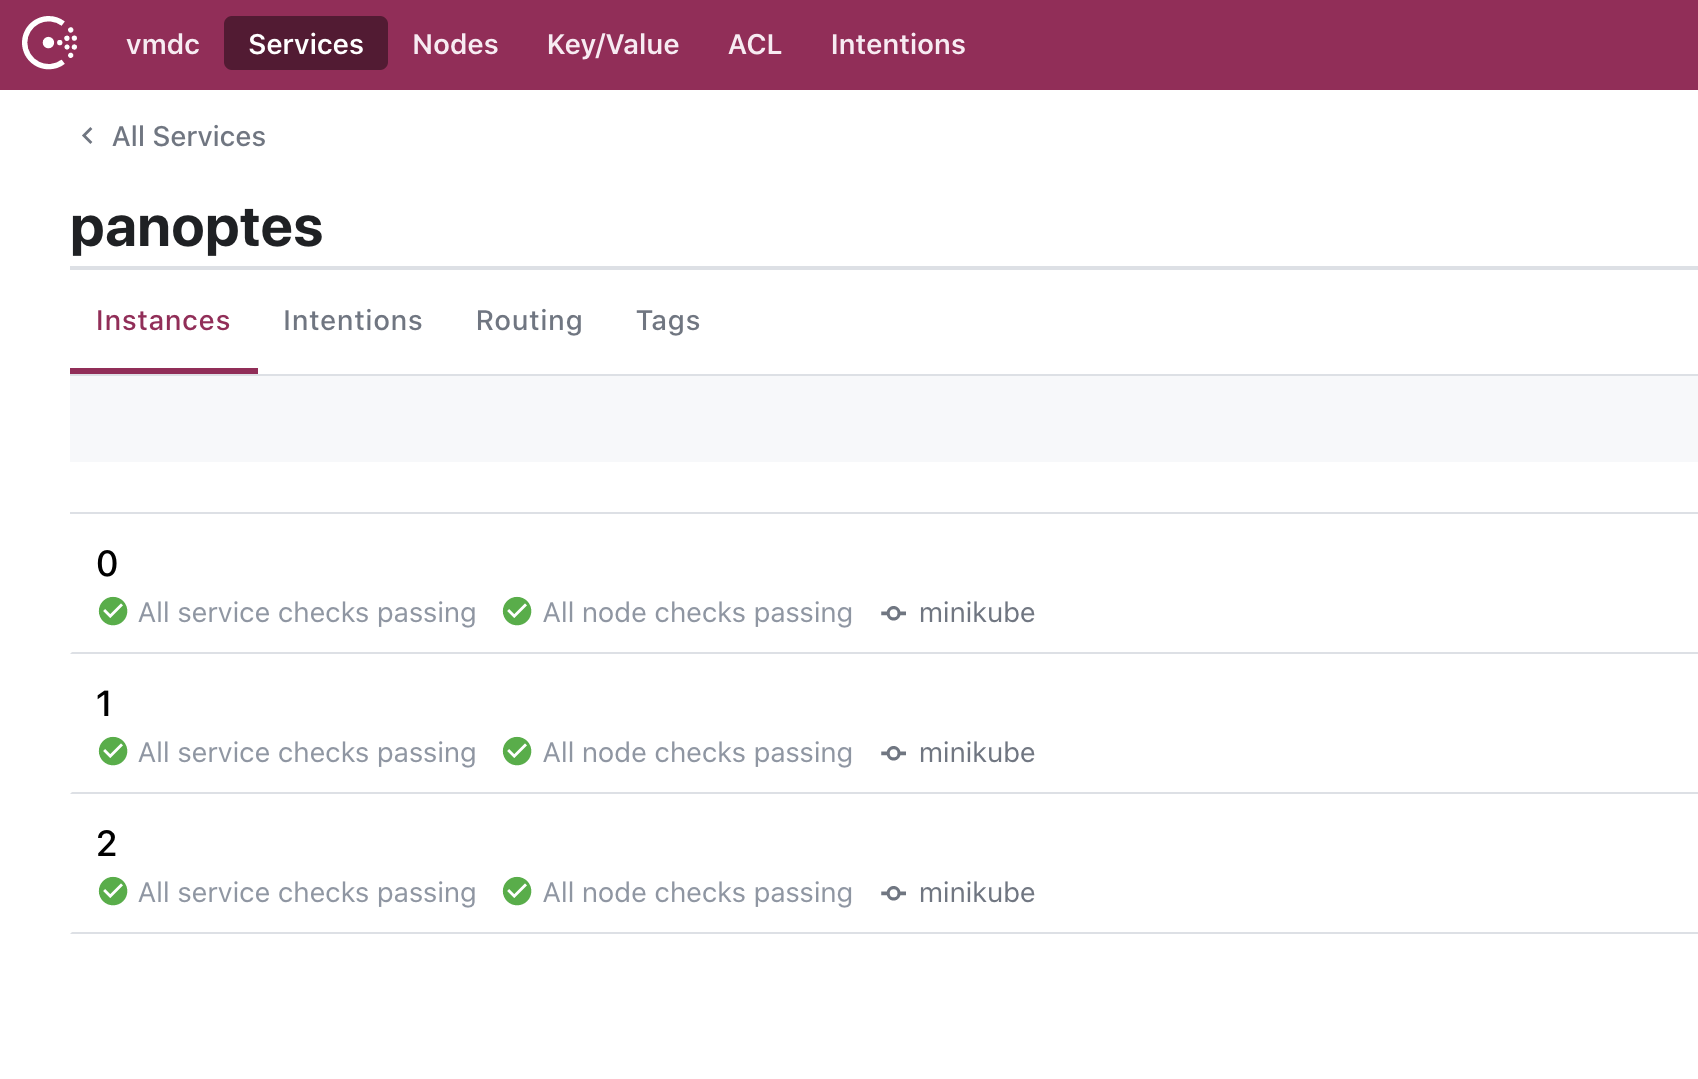 vmdc Services Nodes Key/Value ACL Intentions
All Services
panoptes
Instances Intentions Routing Tags
0
All service checks passing All node checks passing minikube
1
All service checks passing All node checks passing minikube
2
All service checks passing All node checks passing minikube